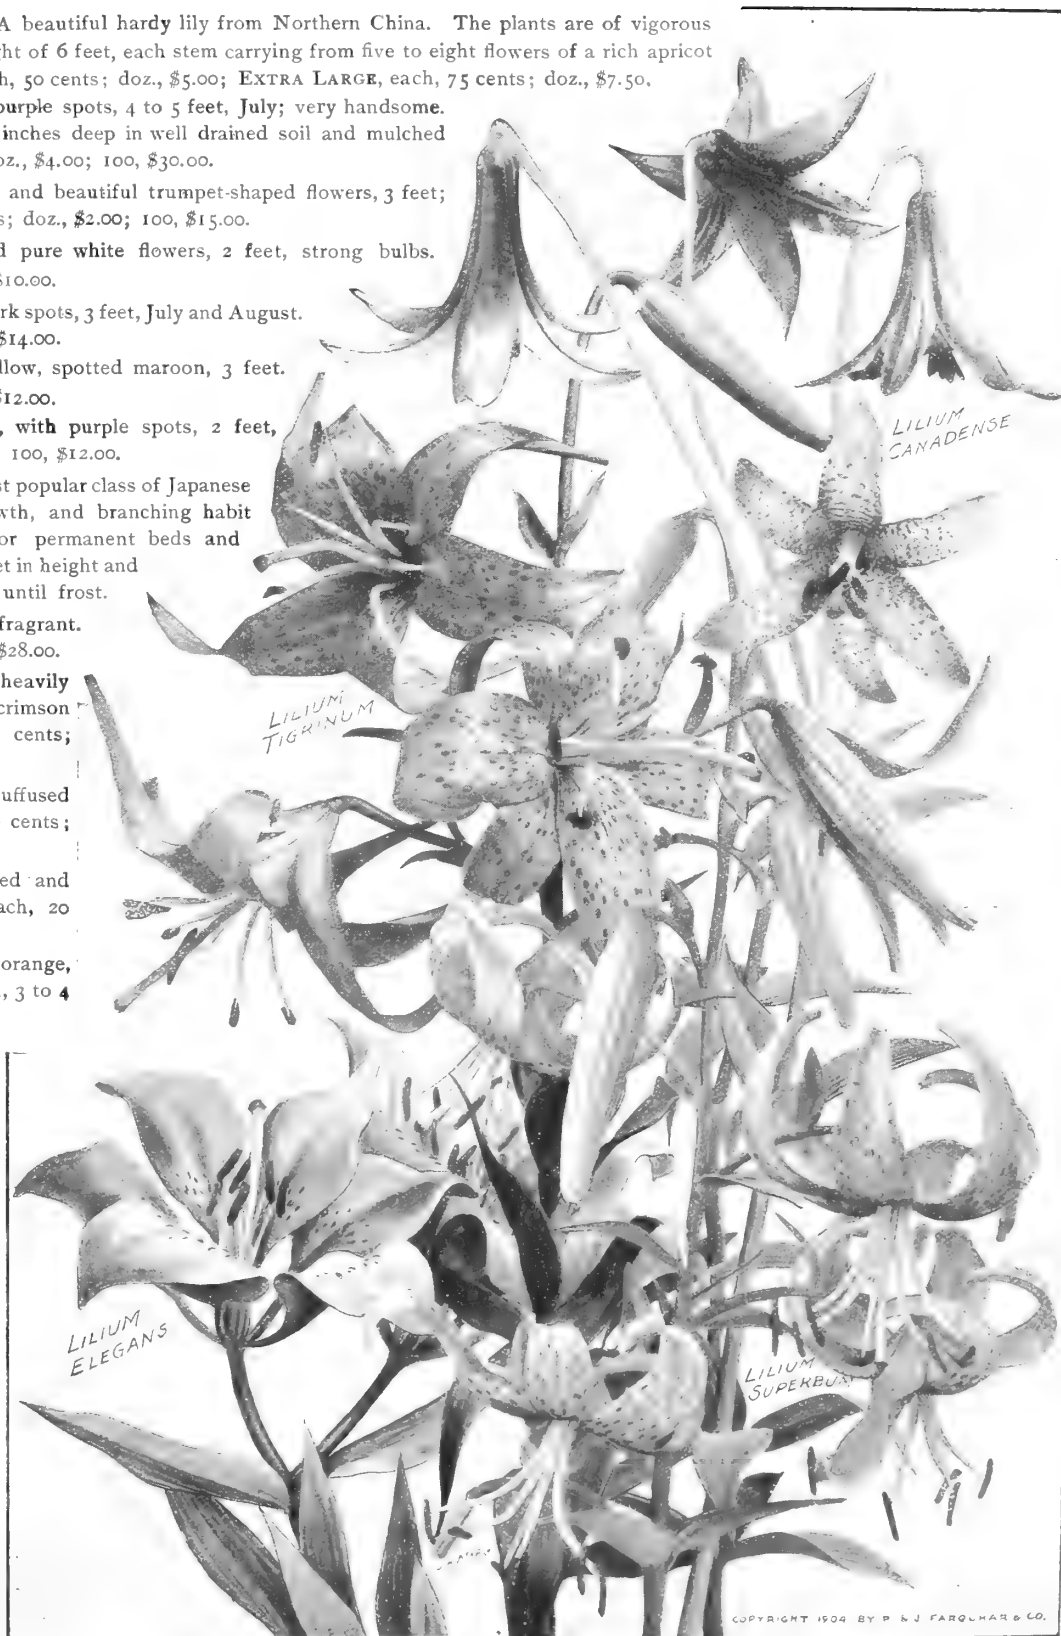 A beautiful hardy lily from Northern China. The plants are of vigorous
ht of 6 feet, each stem carrying from five to eight flowers of a rich apricot
h, 50 cents; doz., $5.00; EXTRA LARGE, each, 75 cents; doz., $7.50.
purple spots, 4 to 5 feet, July; very handsome.
inches deep in well drained soil and mulched
oz., $4.00; 100, $30.00.
and beautiful trumpet-shaped flowers, 3 feet;
s; doz., $2.00; 100, $15.00.
d pure white flowers, 2 feet, strong bulbs.
$10.00.
rk spots, 3 feet, July and August.
$14.00.
llow, spotted maroon, 3 feet.
$12.00.
, with purple spots, 2 feet,
100, $12.00.
st popular class of Japanese
wth, and branching habit
or permanent beds and
et in height and
until frost.
fragrant.
$28.00.
heavily
crimson
cents;
uffused
cents;
ed and
ach, 20
orange,
., 3 to 4
LILIUM
CANADENSE
LILIUM
TIGRINUM
LILIUM
ELEGANS
LILIUM
SUPERBUM
COPYRIGHT 1904 BY R & J FARQUHAR & CO.